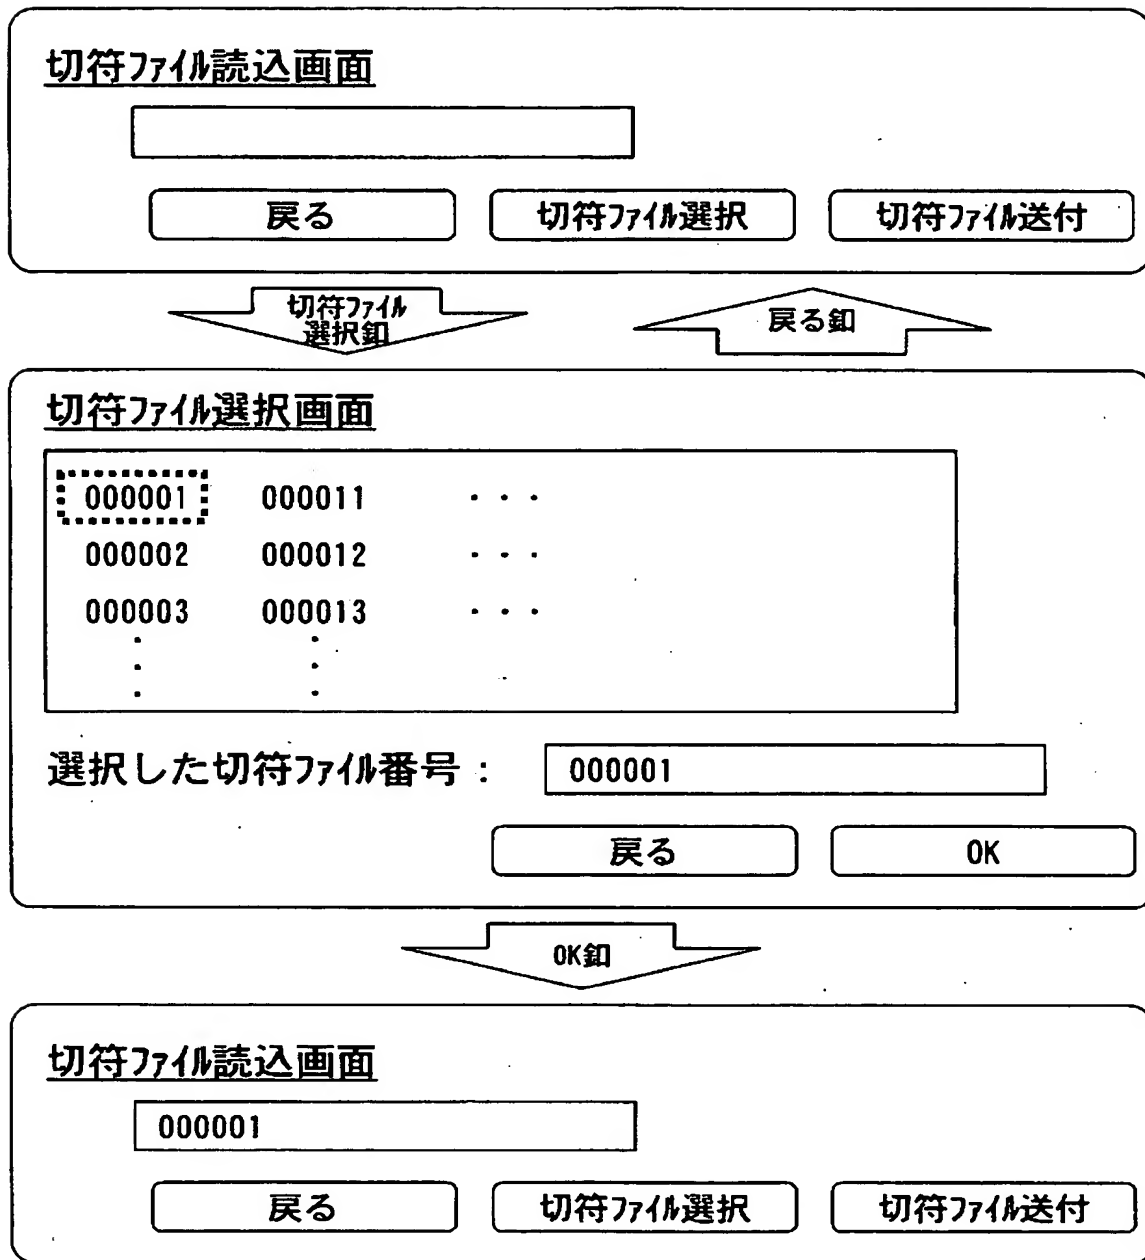 切符ﾌｧｲﾙ読込画面
戻る 切符ﾌｧｲﾙ選択 切符ﾌｧｲﾙ送付
切符ﾌｧｲﾙ
選択釦
戻る釦
切符ﾌｧｲﾙ選択画面
000001 000011 ・・・
000002 000012 ・・・
000003 000013 ・・・
選択した切符ﾌｧｲﾙ番号： 000001
戻る OK
OK釦
切符ﾌｧｲﾙ読込画面
000001
戻る 切符ﾌｧｲﾙ選択 切符ﾌｧｲﾙ送付